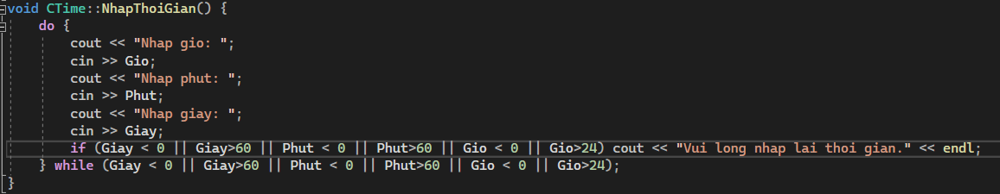 void CTime::NhapThoiGian() {
do {
cout << "Nhap gio: ";
cin >> Gio;
cout << "Nhap phut: ";
cin >> Phut;
cout << "Nhap giay: ";
cin >> Giay;
if (Giay < 0 || Giay>60 || Phut < 0 || Phut>60 || Gio < 0 || Gio>24) cout << "Vui long nhap lai thoi gian." << endl;
} while (Giay < 0 || Giay>60 || Phut < 0 || Phut>60 || Gio < 0 || Gio>24);
}